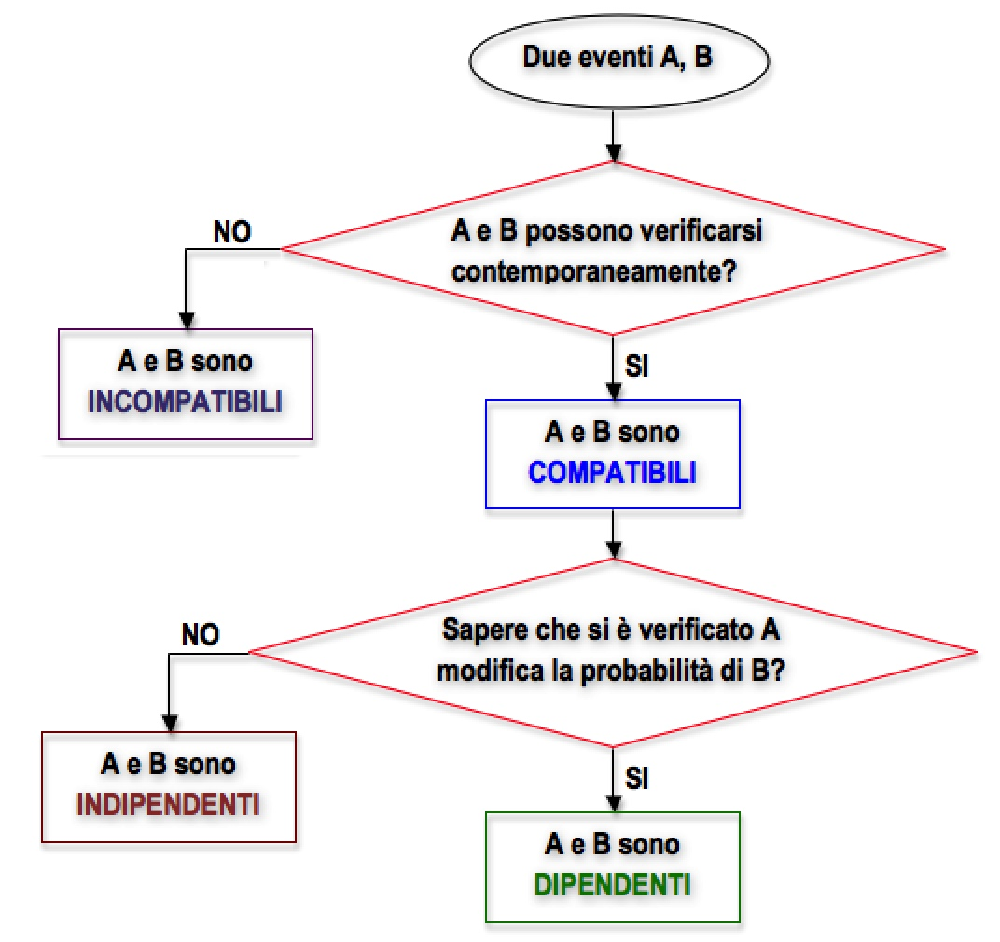 Due eventi A, B
A e B possono verificarsi
contemporaneamente?
NO
A e B sono
INCOMPATIBILI
SI
A e B sono
COMPATIBILI
Sapere che si è verificato A
modifica la probabilità di B?
NO
A e B sono
INDIPENDENTI
SI
A e B sono
DIPENDENTI